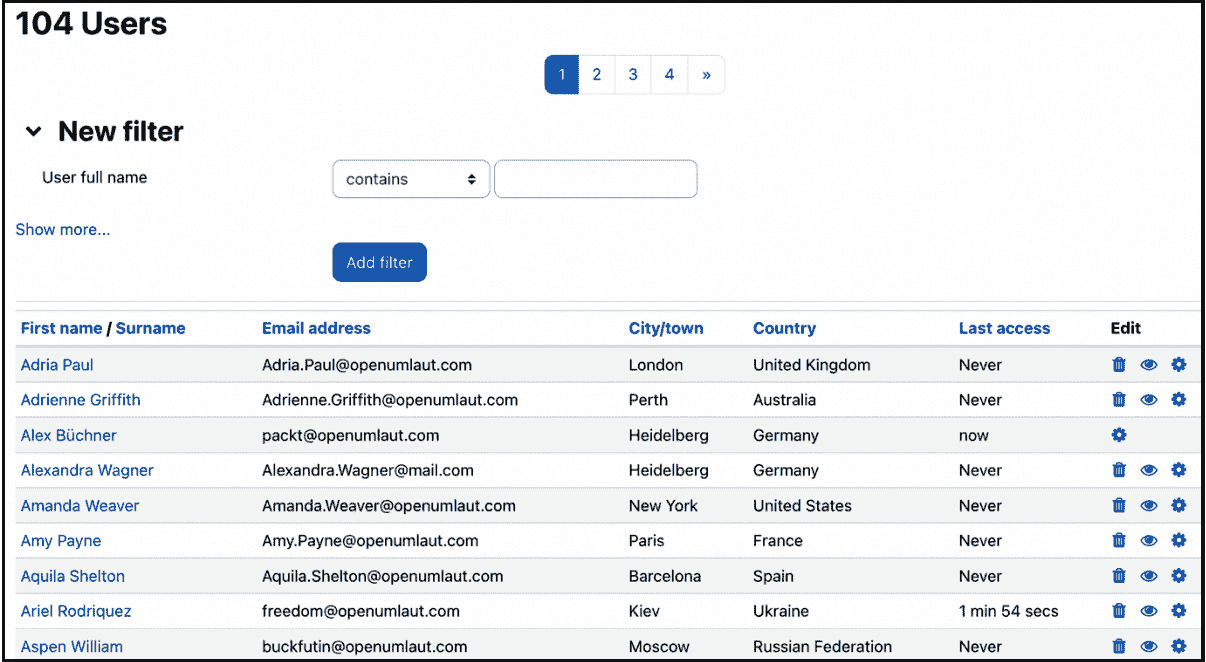 104 Users
1 2 3 4 »
New filter
User full name contains
Show more...
Add filter
First name / Surname Email address City/town Country Last access Edit
Adria Paul Adria.Paul@openumlaut.com London United Kingdom Never
Adrienne Griffith Adrienne.Griffith@openumlaut.com Perth Australia Never
Alex Büchner packt@openumlaut.com Heidelberg Germany now
Alexandra Wagner Alexandra.Wagner@mail.com Heidelberg Germany Never
Amanda Weaver Amanda.Weaver@openumlaut.com New York United States Never
Amy Payne Amy.Payne@openumlaut.com Paris France Never
Aquila Shelton Aquila.Shelton@openumlaut.com Barcelona Spain Never
Ariel Rodriquez freedom@openumlaut.com Kiev Ukraine 1 min 54 secs
Aspen William buckfutin@openumlaut.com Moscow Russian Federation Never